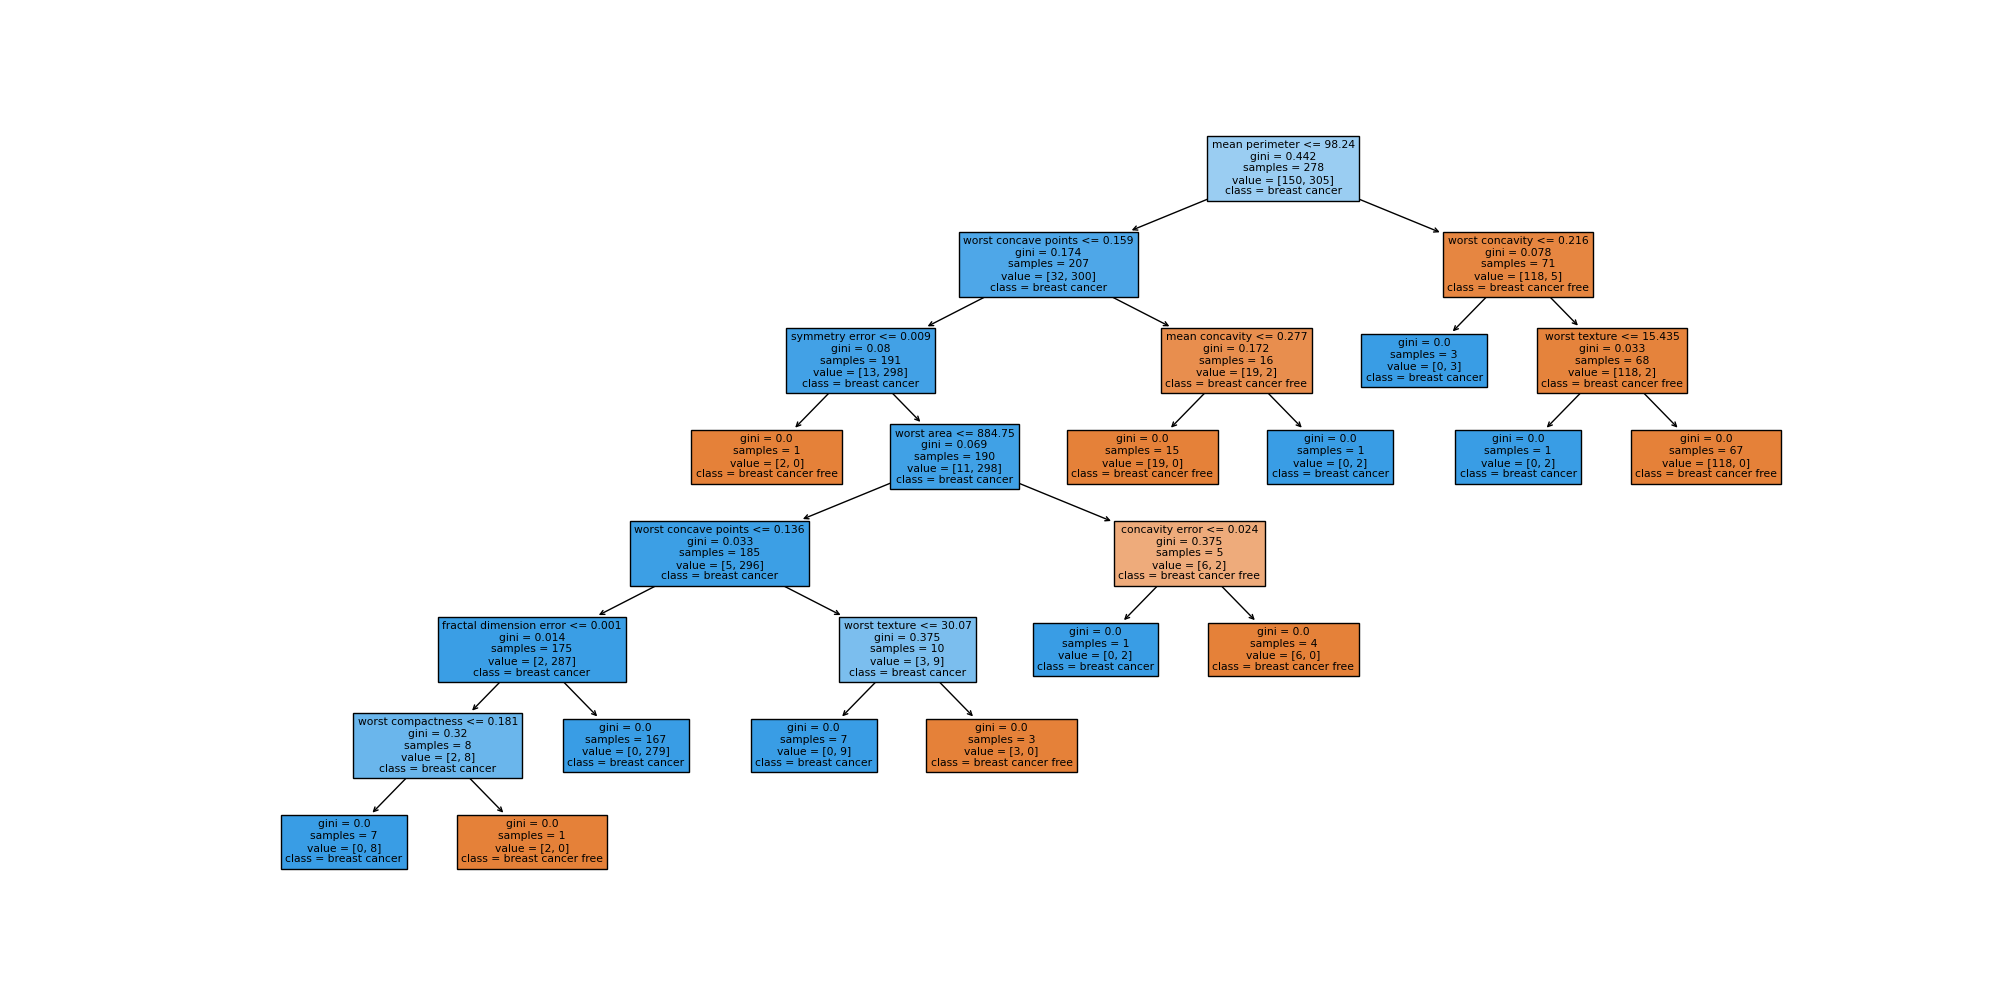 mean perimeter <= 98.24
gini = 0.442
samples = 278
value = [150, 305]
class = breast cancer
worst concave points <= 0.159
gini = 0.174
samples = 207
value = [32, 300]
class = breast cancer
worst concavity <= 0.216
gini = 0.078
samples = 71
value = [118, 5]
class = breast cancer free
symmetry error <= 0.009
gini = 0.08
samples = 191
value = [13, 298]
class = breast cancer
mean concavity <= 0.277
gini = 0.172
samples = 16
value = [19, 2]
class = breast cancer free
gini = 0.0
samples = 3
value = [0, 3]
class = breast cancer
worst texture <= 15.435
gini = 0.033
samples = 68
value = [118, 2]
class = breast cancer free
gini = 0.0
samples = 1
value = [2, 0]
class = breast cancer free
worst area <= 884.75
gini = 0.069
samples = 190
value = [11, 298]
class = breast cancer
gini = 0.0
samples = 15
value = [19, 0]
class = breast cancer free
gini = 0.0
samples = 1
value = [0, 2]
class = breast cancer
gini = 0.0
samples = 1
value = [0, 2]
class = breast cancer
gini = 0.0
samples = 67
value = [118, 0]
class = breast cancer free
worst concave points <= 0.136
gini = 0.033
samples = 185
value = [5, 296]
class = breast cancer
concavity error <= 0.024
gini = 0.375
samples = 5
value = [6, 2]
class = breast cancer free
fractal dimension error <= 0.001
gini = 0.014
samples = 175
value = [2, 287]
class = breast cancer
worst texture <= 30.07
gini = 0.375
samples = 10
value = [3, 9]
class = breast cancer
gini = 0.0
samples = 1
value = [0, 2]
class = breast cancer
gini = 0.0
samples = 4
value = [6, 0]
class = breast cancer free
worst compactness <= 0.181
gini = 0.32
samples = 8
value = [2, 8]
class = breast cancer
gini = 0.0
samples = 167
value = [0, 279]
class = breast cancer
gini = 0.0
samples = 7
value = [0, 9]
class = breast cancer
gini = 0.0
samples = 3
value = [3, 0]
class = breast cancer free
gini = 0.0
samples = 7
value = [0, 8]
class = breast cancer
gini = 0.0
samples = 1
value = [2, 0]
class = breast cancer free